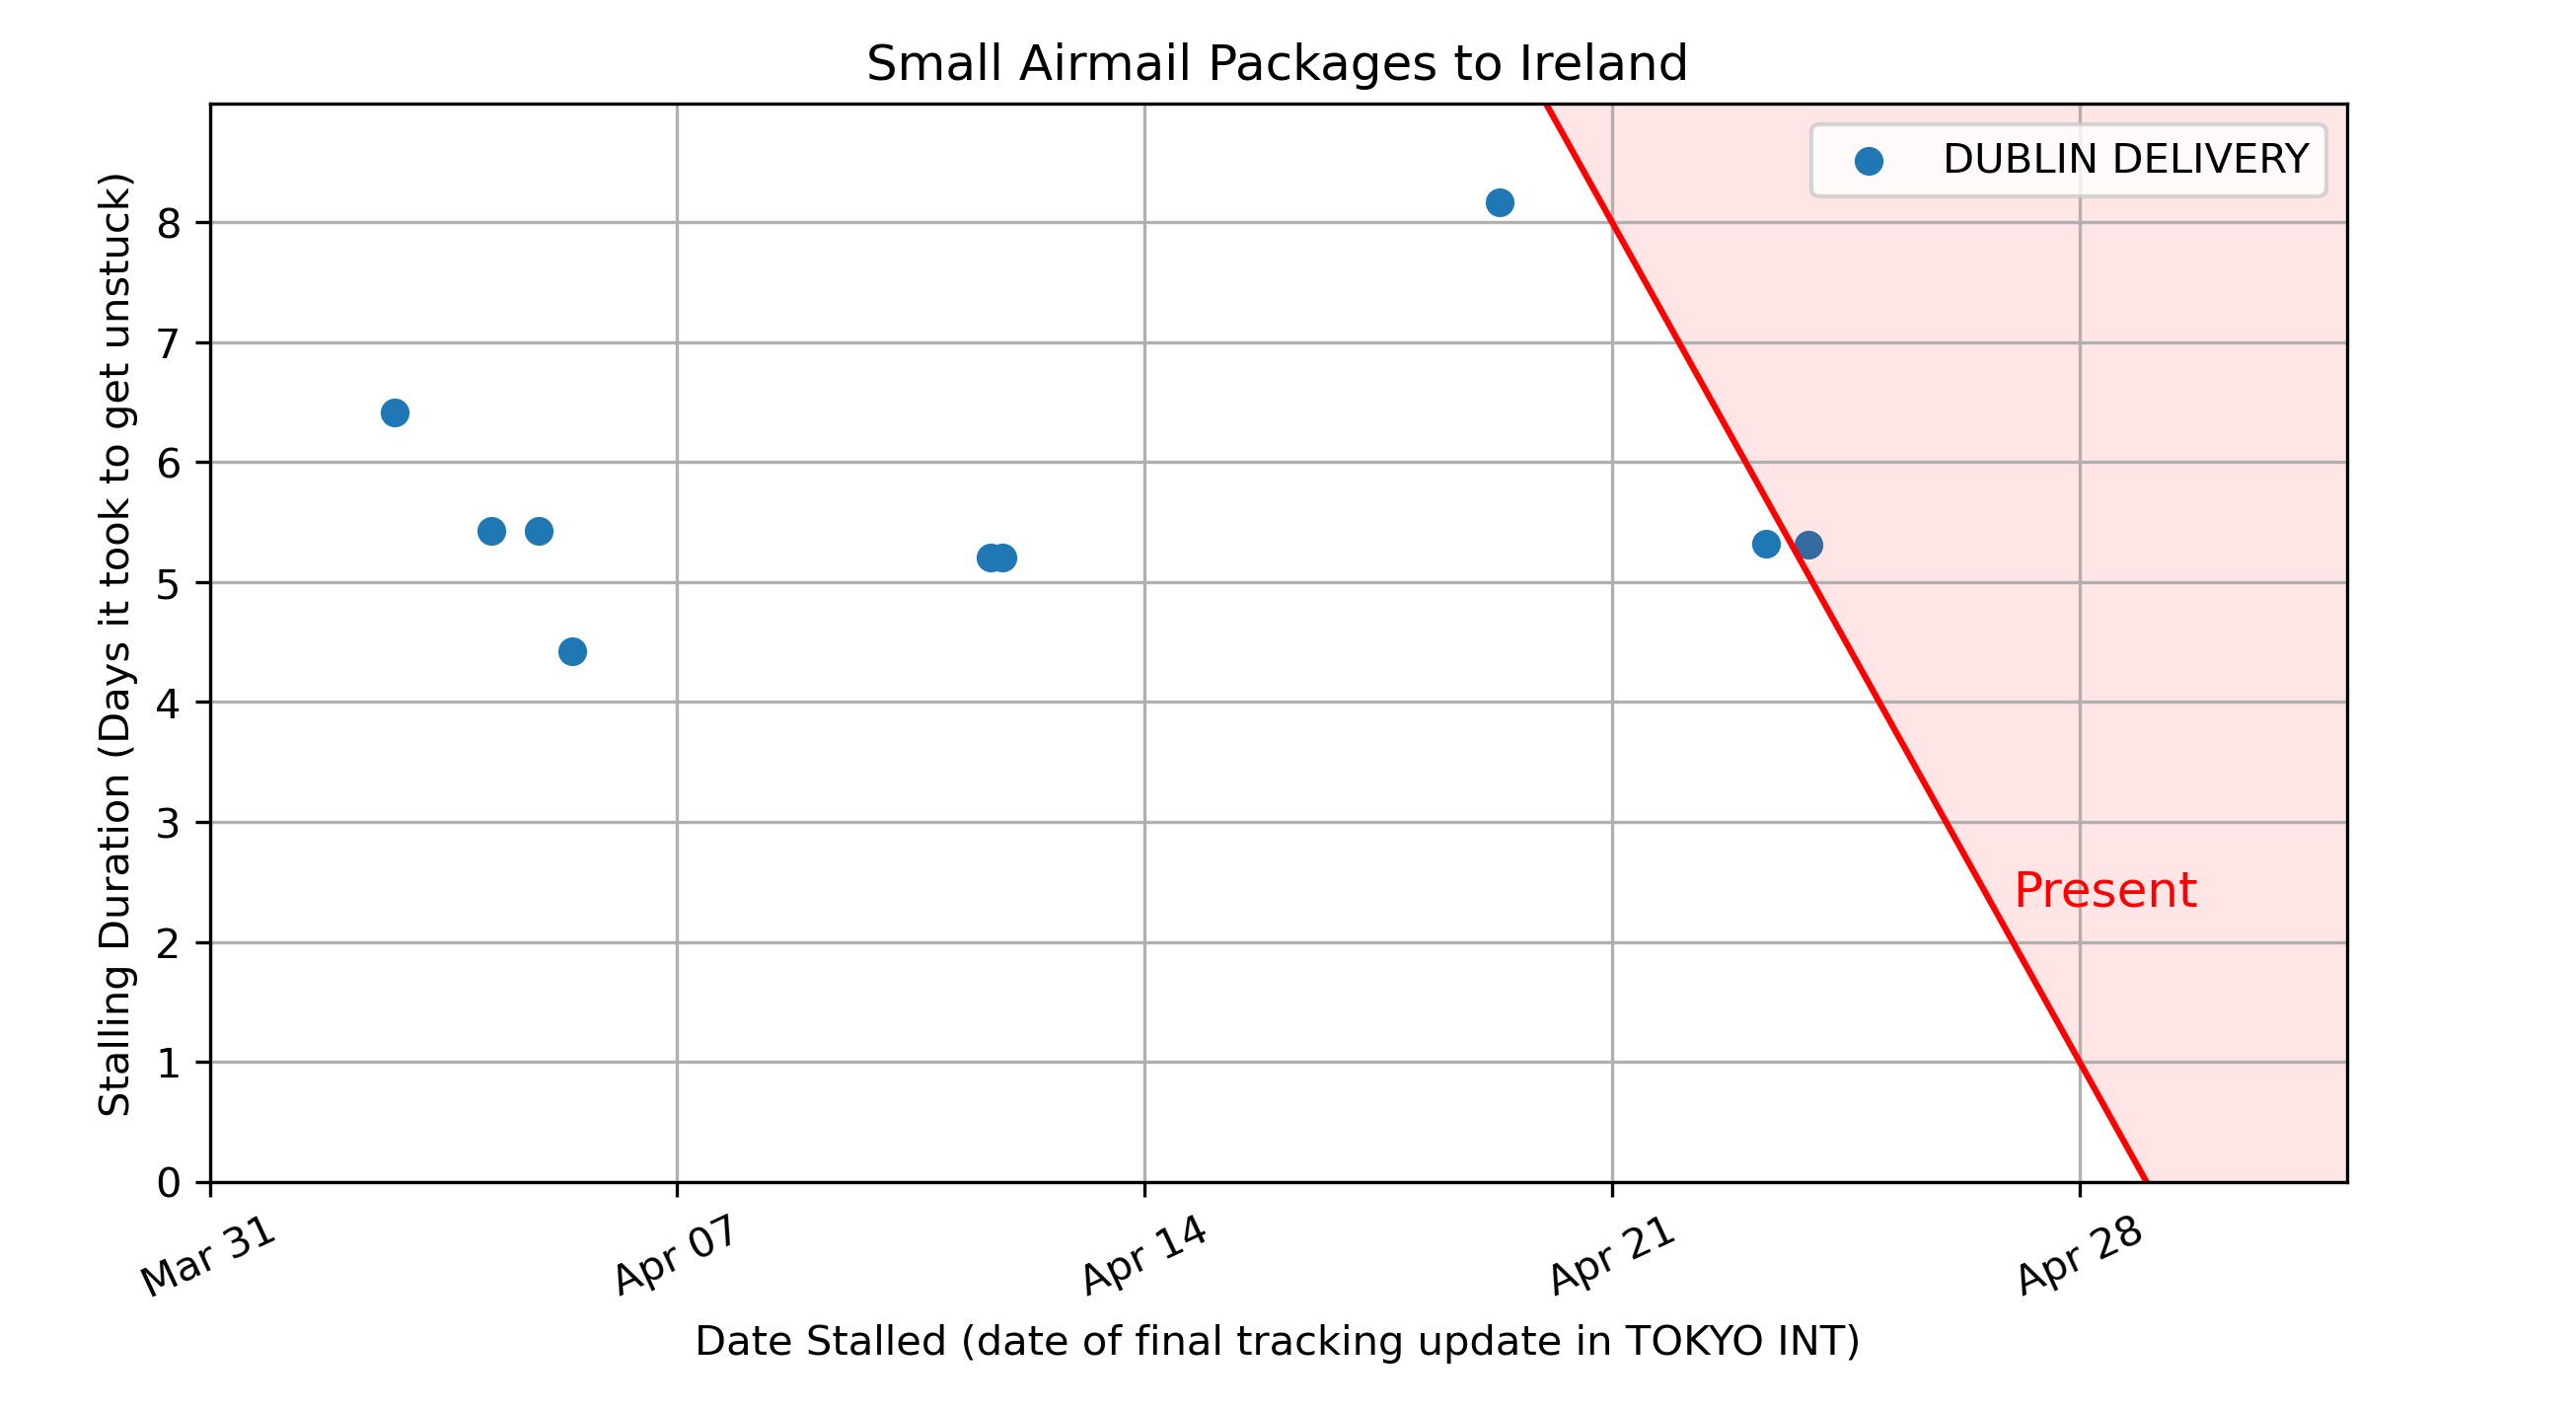 Small Airmail Packages to Ireland
DUBLIN DELIVERY
Stalling Duration (Days it took to get unstuck)
8
7
6
5
4
3
2
1
0
Present
Mar 31
Apr 07
Apr 14
Apr 21
Apr 28
Date Stalled (date of final tracking update in TOKYO INT)